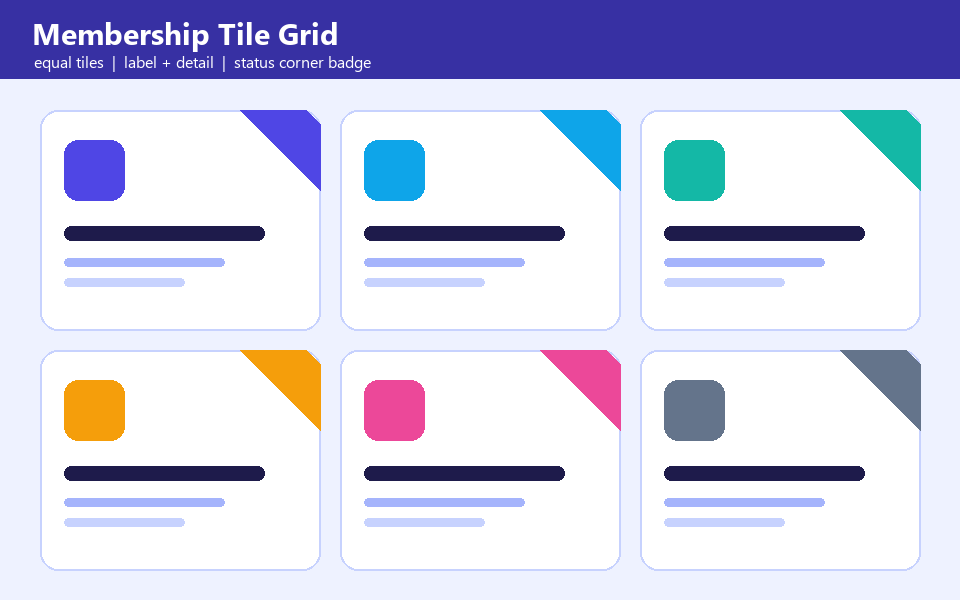 Membership Tile Grid
equal tiles | label + detail | status corner badge